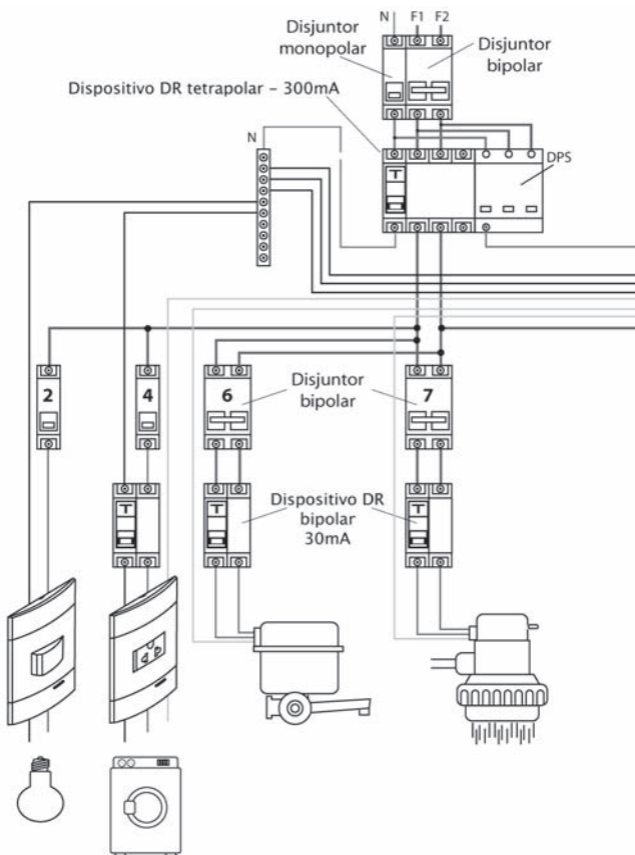 N F1 F2
Disjuntor
monopolar
Disjuntor
bipolar
Dispositivo DR tetrapolar – 300mA
N
DPS
2
4
6
7
Disjuntor
bipolar
Dispositivo DR
bipolar
30mA